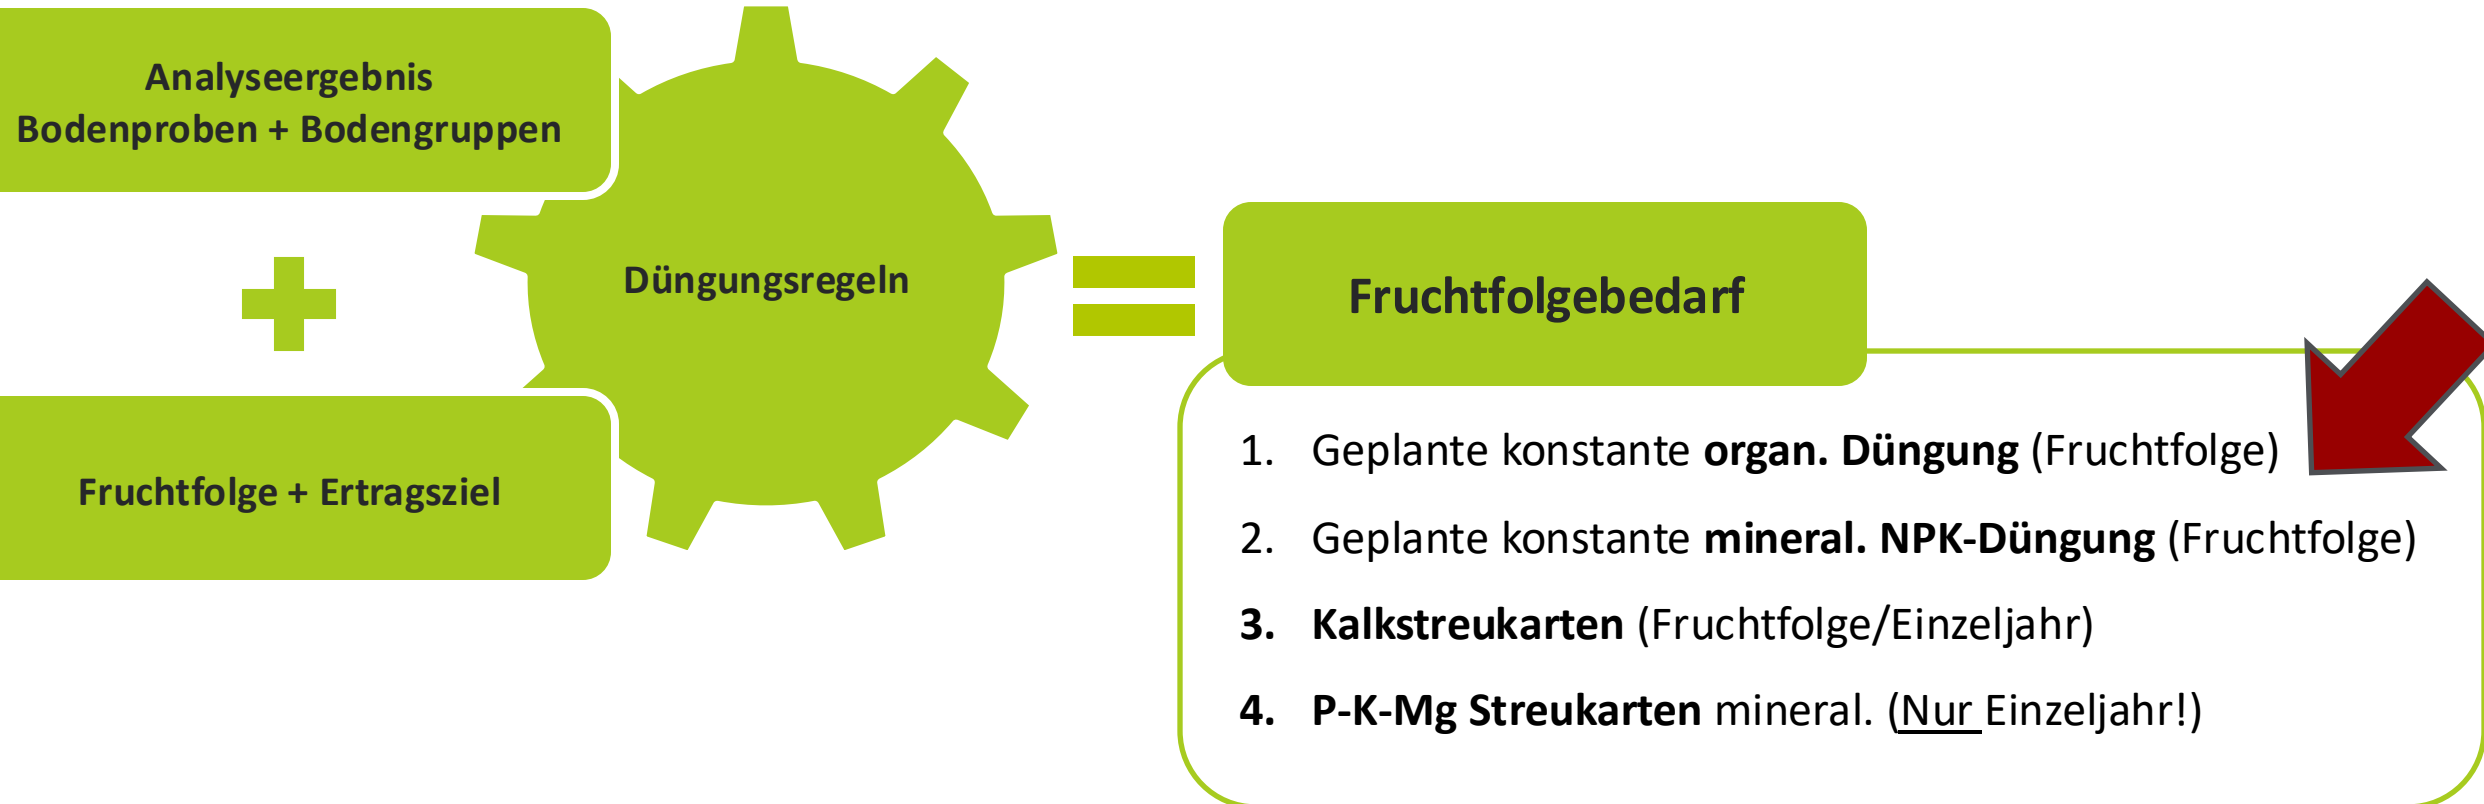 Analyseergebnis
Bodenproben + Bodengruppen
Düngungsregeln
Fruchtfolge + Ertragsziel
Fruchtfolgebedarf
1. Geplante konstante organ. Düngung (Fruchtfolge)
2. Geplante konstante mineral. NPK-Düngung (Fruchtfolge)
3. Kalkstreukarten (Fruchtfolge/Einzeljahr)
4. P-K-Mg Streukarten mineral. (Nur Einzeljahr!)